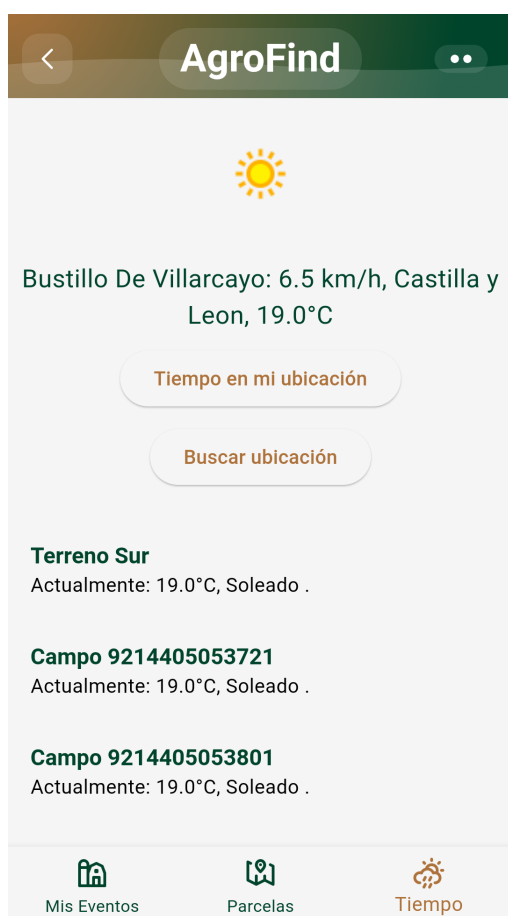 AgroFind
Bustillo De Villarcayo: 6.5 km/h, Castilla y
Leon, 19.0°C
Tiempo en mi ubicación
Buscar ubicación
Terreno Sur
Actualmente: 19.0°C, Soleado .
Campo 9214405053721
Actualmente: 19.0°C, Soleado .
Campo 9214405053801
Actualmente: 19.0°C, Soleado .
Mis Eventos
Parcelas
Tiempo